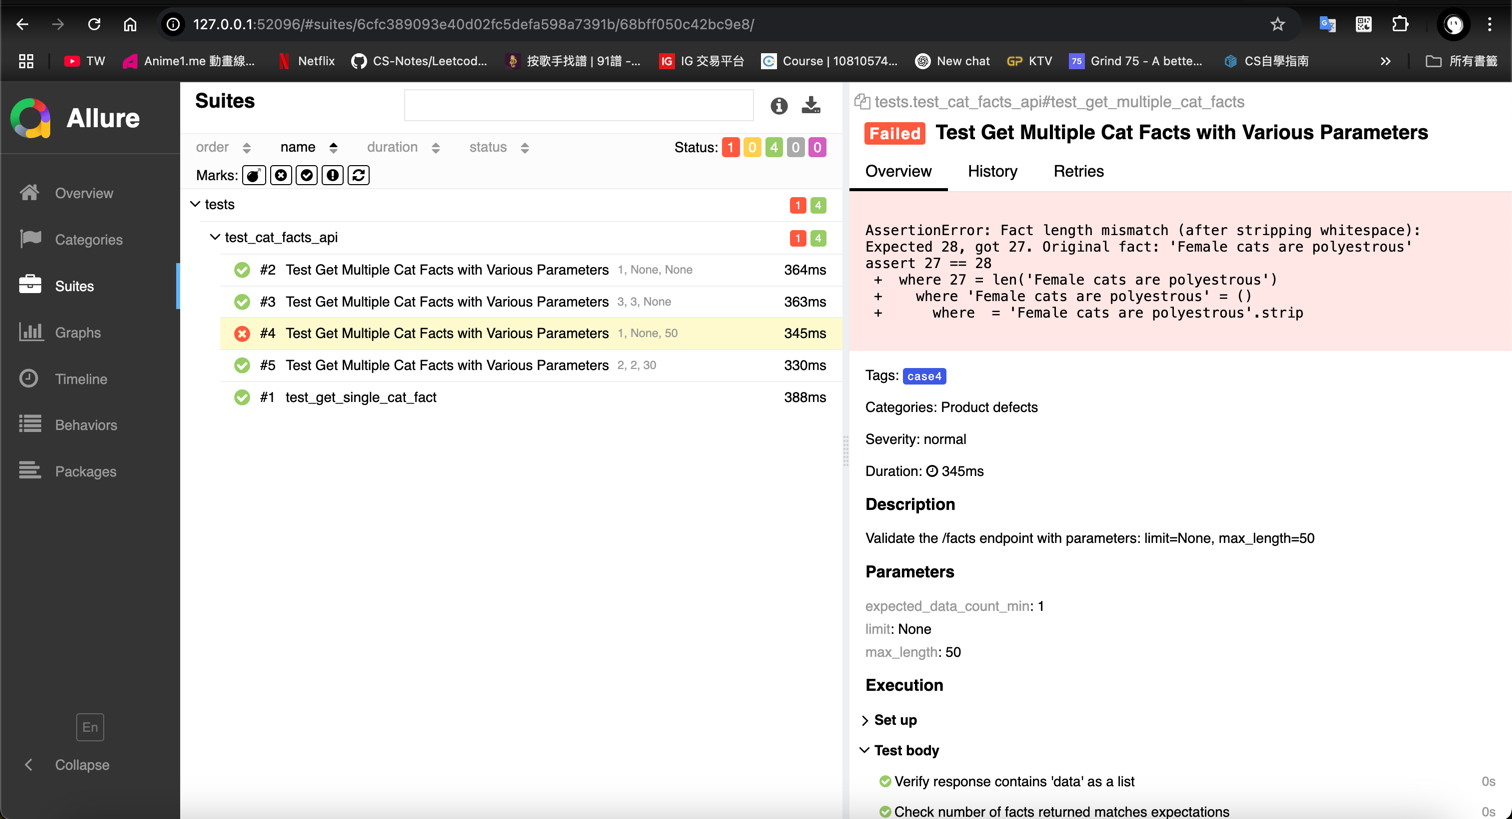 127.0.0.1:52096/#suites/6cfc389093e40d02fc5defa598a7391b/68bff050c42bc9e8/
TW
Anime1.me 動畫線...
Netflix
CS-Notes/Leetcod...
按歌手找譜 | 91譜 -...
IG IG 交易平台
Course | 10810574...
New chat
GP KTV
75 Grind 75 - A bette...
CS自學指南
»
所有書籤
Allure
Overview
Categories
Suites
Graphs
Timeline
Behaviors
Packages
En
Collapse
Suites
order name duration status
Status: 1 0 4 0 0
Marks:
tests 1 4
test_cat_facts_api 1 4
#2 Test Get Multiple Cat Facts with Various Parameters 1, None, None 364ms
#3 Test Get Multiple Cat Facts with Various Parameters 3, 3, None 363ms
#4 Test Get Multiple Cat Facts with Various Parameters 1, None, 50 345ms
#5 Test Get Multiple Cat Facts with Various Parameters 2, 2, 30 330ms
#1 test_get_single_cat_fact 388ms
tests.test_cat_facts_api#test_get_multiple_cat_facts
Failed Test Get Multiple Cat Facts with Various Parameters
Overview History Retries
AssertionError: Fact length mismatch (after stripping whitespace):
Expected 28, got 27. Original fact: 'Female cats are polyestrous'
assert 27 == 28
+ where 27 = len('Female cats are polyestrous')
+ where 'Female cats are polyestrous' = ()
+ where = 'Female cats are polyestrous'.strip
Tags: case4
Categories: Product defects
Severity: normal
Duration: 345ms
Description
Validate the /facts endpoint with parameters: limit=None, max_length=50
Parameters
expected_data_count_min: 1
limit: None
max_length: 50
Execution
Set up
Test body
Verify response contains 'data' as a list 0s
Check number of facts returned matches expectations 0s